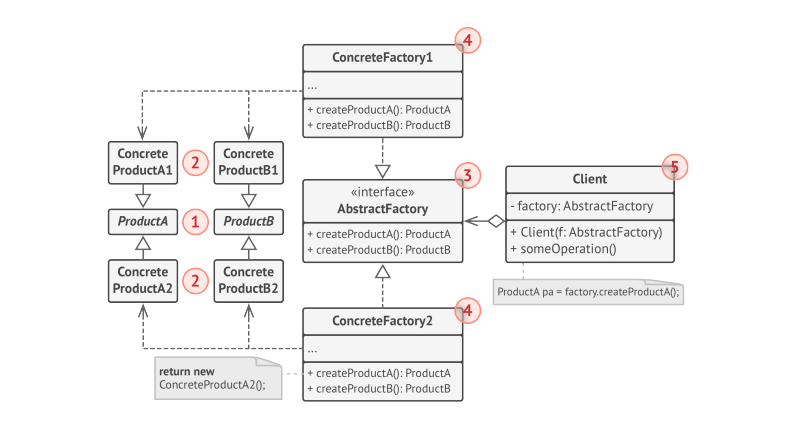 4
ConcreteFactory1
...
+ createProductA(): ProductA
+ createProductB(): ProductB
Concrete
ProductA1
2
Concrete
ProductB1
ProductA
1
ProductB
Concrete
ProductA2
2
Concrete
ProductB2
3
«interface»
AbstractFactory
+ createProductA(): ProductA
+ createProductB(): ProductB
5
Client
- factory: AbstractFactory
+ Client(f: AbstractFactory)
+ someOperation()
ProductA pa = factory.createProductA();
4
ConcreteFactory2
...
+ createProductA(): ProductA
+ createProductB(): ProductB
return new
ConcreteProductA2();